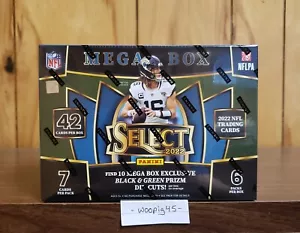 NFL
MEGA BOX
NFLPA
42
CARDS PER BOX
2022 NFL
TRADING
CARDS
16
SELECT
2022
PANINI
7
CARDS PER
PACK
FIND 10 MEGA BOX EXCLUSIVE
BLACK & GREEN PRIZM
DIE CUTS!
6
PACKS
PER BOX
-woopig45-